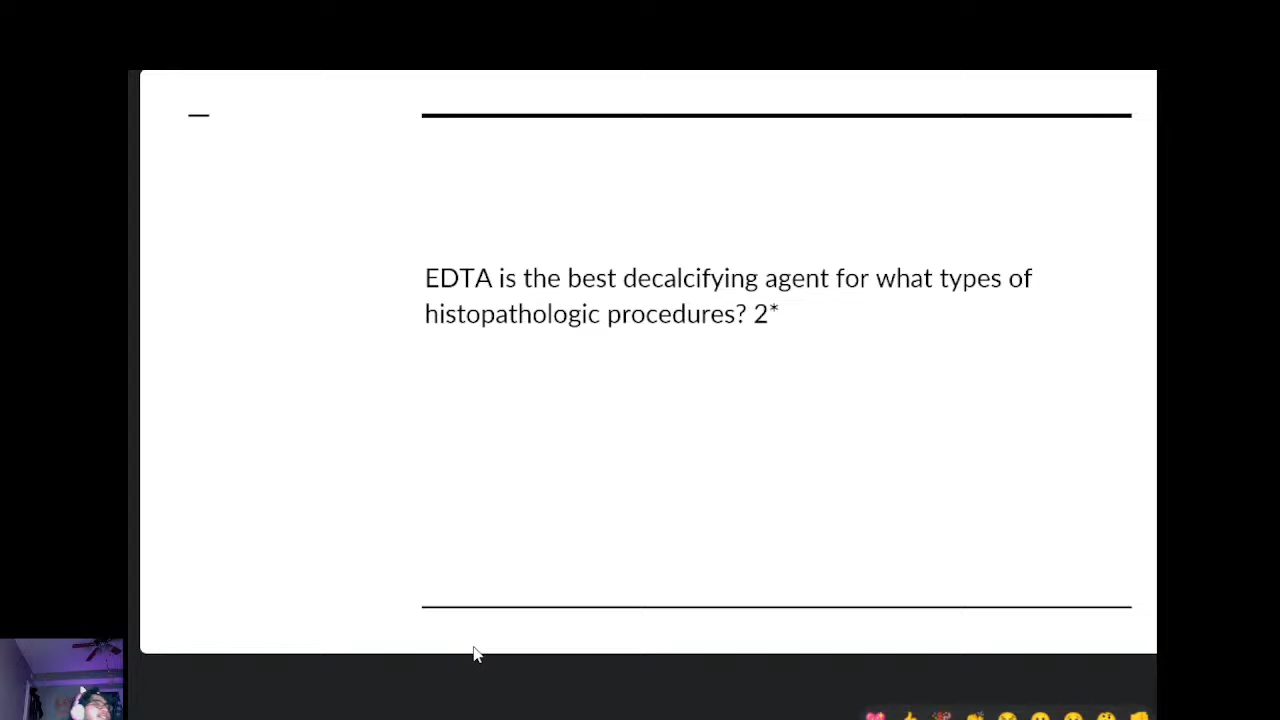 EDTA is the best decalcifying agent for what types of
histopathologic procedures? 2*